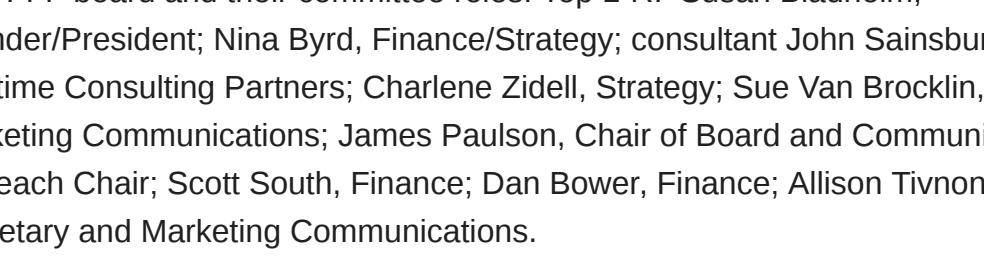 board and their committee roles. Top L-R: Susan
nder/President; Nina Byrd, Finance/Strategy; consultant John Sainsbur
time Consulting Partners; Charlene Zidell, Strategy; Sue Van Brocklin,
keting Communications; James Paulson, Chair of Board and Communi
each Chair; Scott South, Finance; Dan Bower, Finance; Allison Tivnon
etary and Marketing Communications.